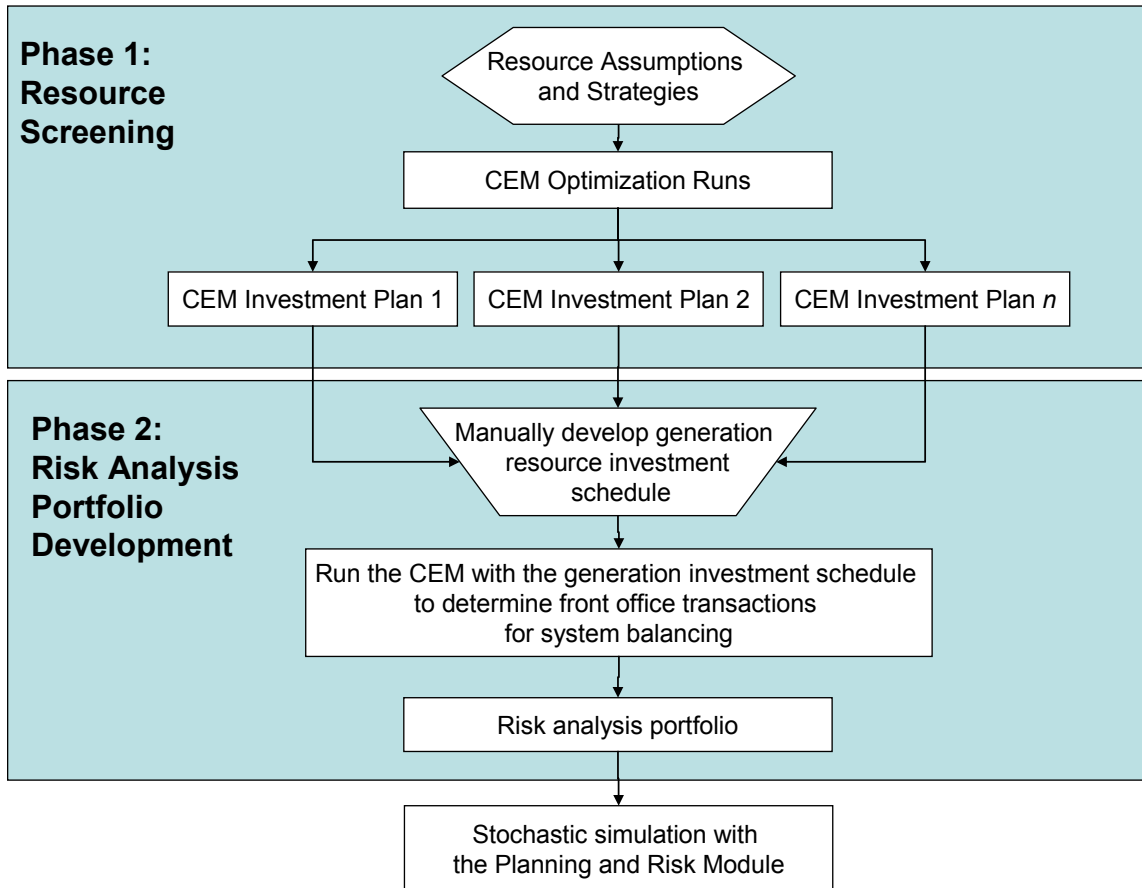 Phase 1:
Resource
Screening
Resource Assumptions
and Strategies
CEM Optimization Runs
CEM Investment Plan 1
CEM Investment Plan 2
CEM Investment Plan n
Phase 2:
Risk Analysis
Portfolio
Development
Manually develop generation
resource investment
schedule
Run the CEM with the generation investment schedule
to determine front office transactions
for system balancing
Risk analysis portfolio
Stochastic simulation with
the Planning and Risk Module